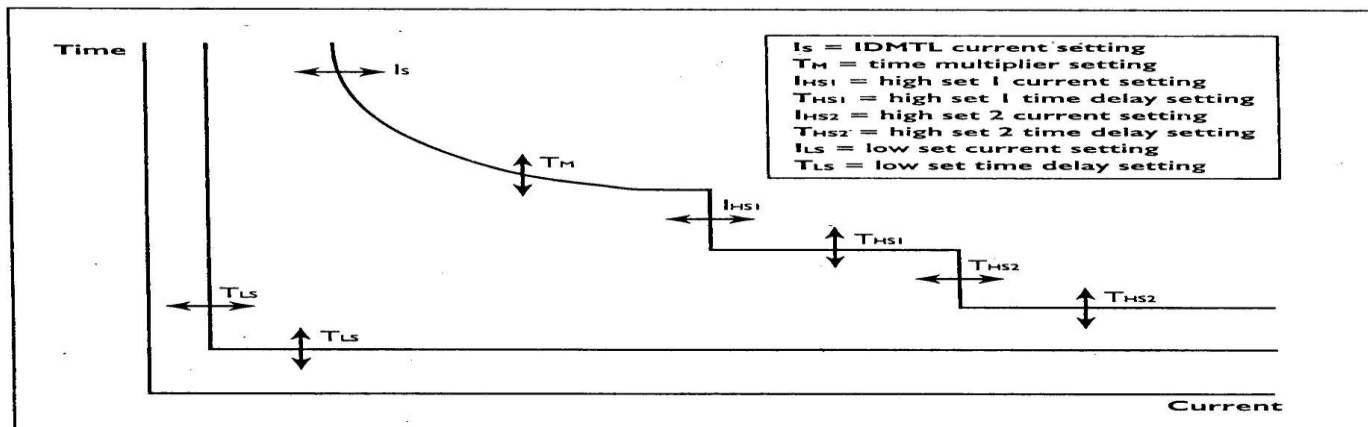 Time
Is
Is = IDMTL current setting
TM = time multiplier setting
IHS1 = high set 1 current setting
THS1 = high set 1 time delay setting
IHS2 = high set 2 current setting
THS2 = high set 2 time delay setting
ILS = low set current setting
TLS = low set time delay setting
TM
IHS1
THS1
THS2
TLS
THS2
TLS
Current